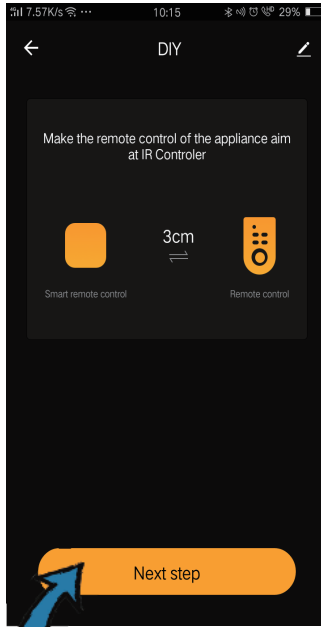 7.57K/s ··· 10:15 29%
DIY
Make the remote control of the appliance aim
at IR Controler
3cm
Smart remote control Remote control
Next step